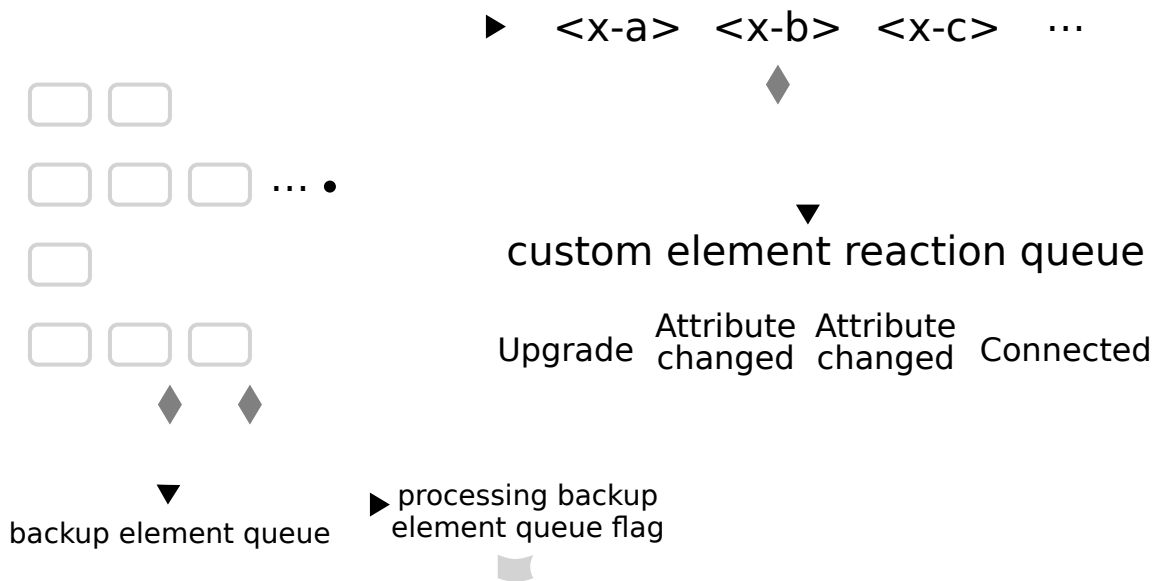 <x-a> <x-b> <x-c> ...
...
custom element reaction queue
Upgrade Attribute changed Attribute changed Connected
backup element queue
processing backup
element queue flag